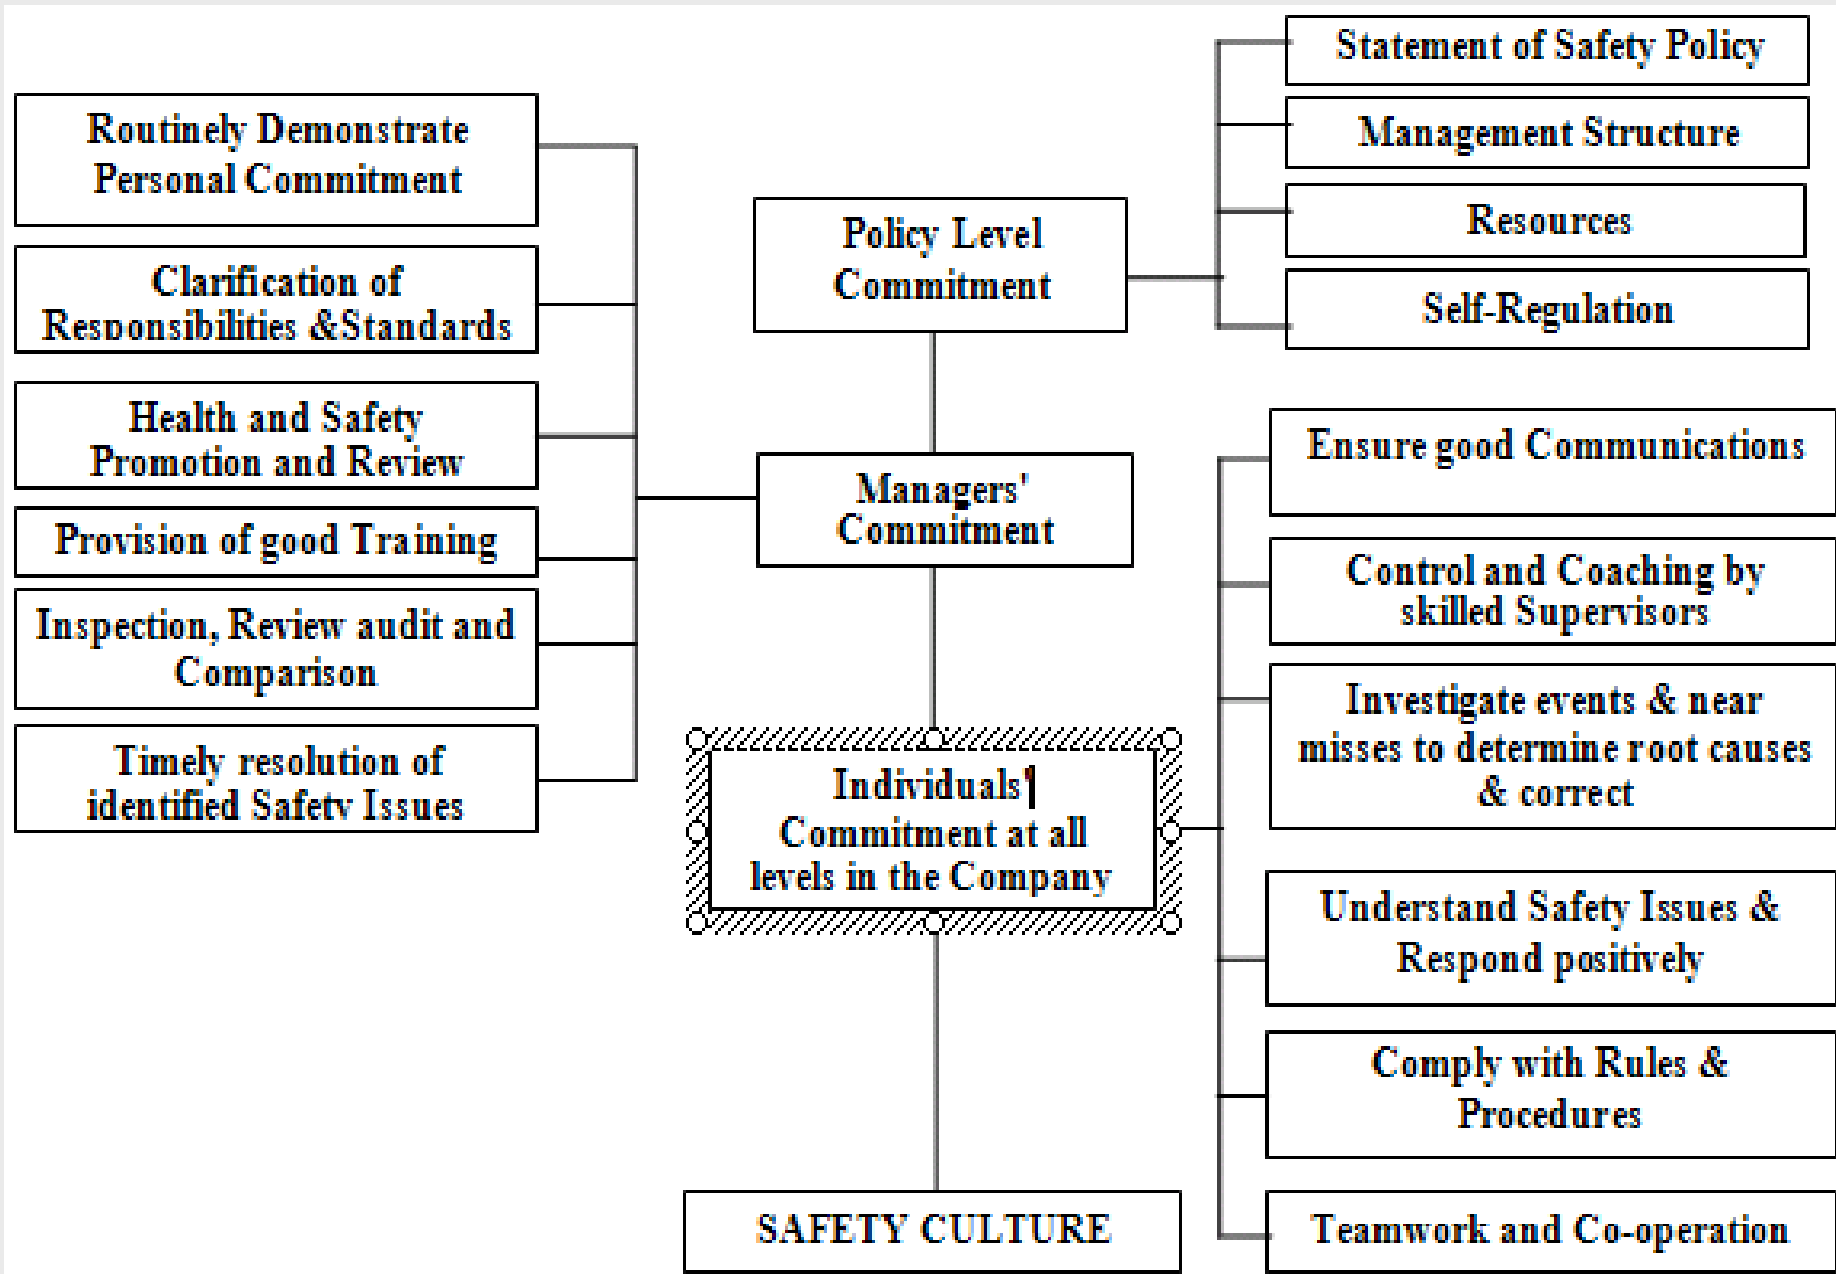 Statement of Safety Policy
Management Structure
Resources
Self-Regulation
Policy Level
Commitment
Routinely Demonstrate
Personal Commitment
Clarification of
Responsibilities &Standards
Health and Safety
Promotion and Review
Provision of good Training
Inspection, Review audit and
Comparison
Timely resolution of
identified Safety Issues
Managers'
Commitment
Ensure good Communications
Control and Coaching by
skilled Supervisors
Investigate events & near
misses to determine root causes
& correct
Understand Safety Issues &
Respond positively
Comply with Rules &
Procedures
Teamwork and Co-operation
Individuals'¶
Commitment at all
levels in the Company
SAFETY CULTURE